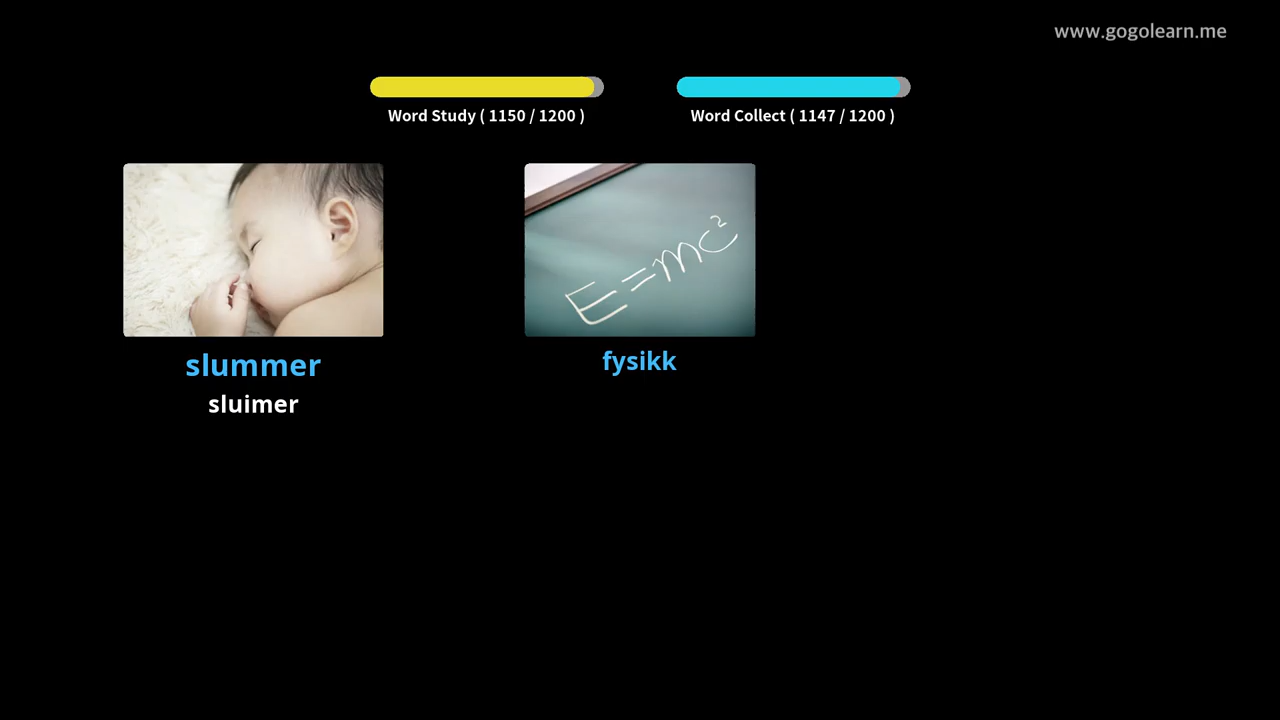 www.gogolearn.me
Word Study ( 1150 / 1200 )
Word Collect ( 1147 / 1200 )
E=mc²
slummer
fysikk
sluimer